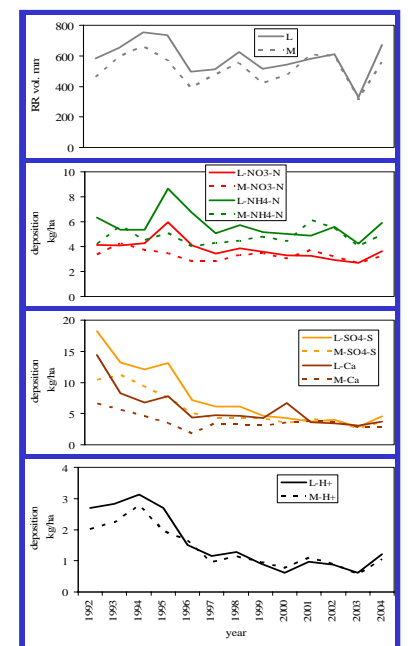 800
600
400
200
0
RR vol. mm
L
M
10
8
6
4
2
0
deposition
kg/ha
L-NO3-N
M-NO3-N
L-NH4-N
M-NH4-N
20
15
10
5
0
deposition
kg/ha
L-SO4-S
M-SO4-S
L-Ca
M-Ca
4
3
2
1
0
deposition
kg/ha
L-H+
M-H+
1992
1993
1994
1995
1996
1997
1998
1999
2000
2001
2002
2003
2004
year